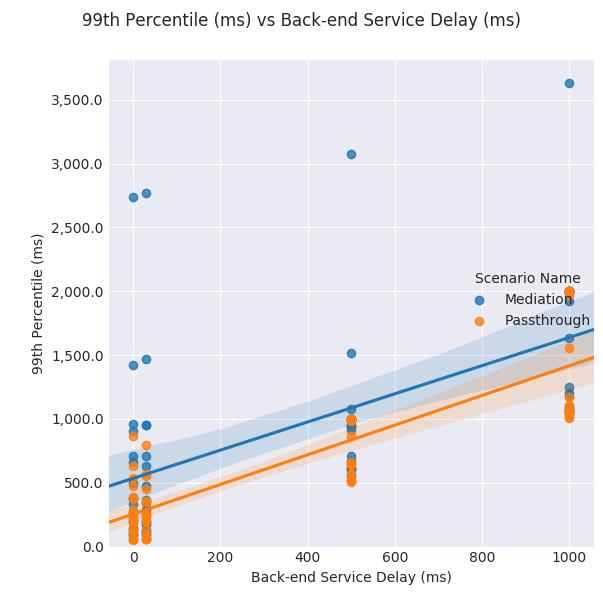 99th Percentile (ms) vs Back-end Service Delay (ms)
3,500.0
3,000.0
2,500.0
2,000.0
1,500.0
1,000.0
500.0
0.0
99th Percentile (ms)
Scenario Name
Mediation
Passthrough
0
200
400
600
800
1000
Back-end Service Delay (ms)